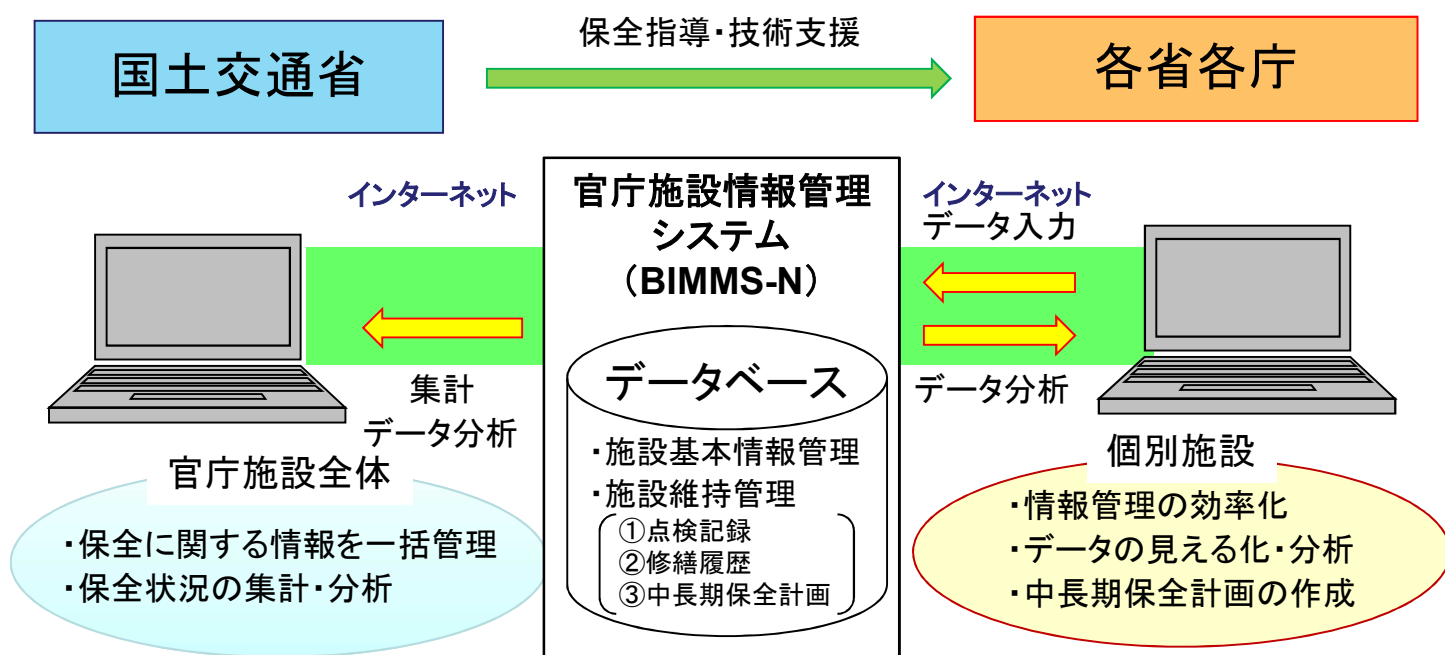 国土交通省
保全指導・技術支援
各省各庁
インターネット
官庁施設情報管理
システム
（BIMMS-N）
インターネット
データ入力
集計
データ分析
データベース
・施設基本情報管理
・施設維持管理
①点検記録
②修繕履歴
③中長期保全計画
データ分析
官庁施設全体
・保全に関する情報を一括管理
・保全状況の集計・分析
個別施設
・情報管理の効率化
・データの見える化・分析
・中長期保全計画の作成